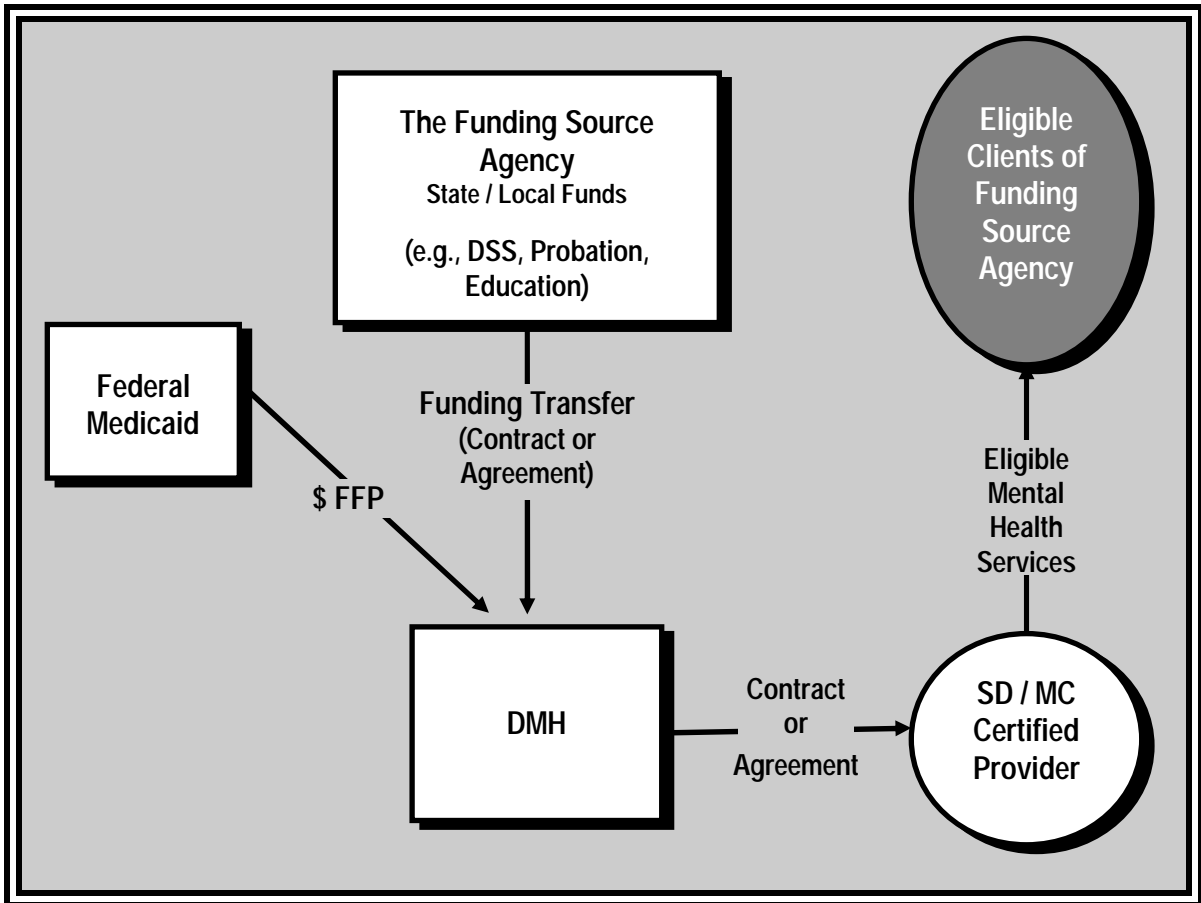 The Funding Source
Agency
State / Local Funds
(e.g., DSS, Probation,
Education)
Eligible
Clients of
Funding
Source
Agency
Federal
Medicaid
Funding Transfer
(Contract or
Agreement)
$ FFP
Eligible
Mental
Health
Services
DMH
Contract
or
Agreement
SD / MC
Certified
Provider